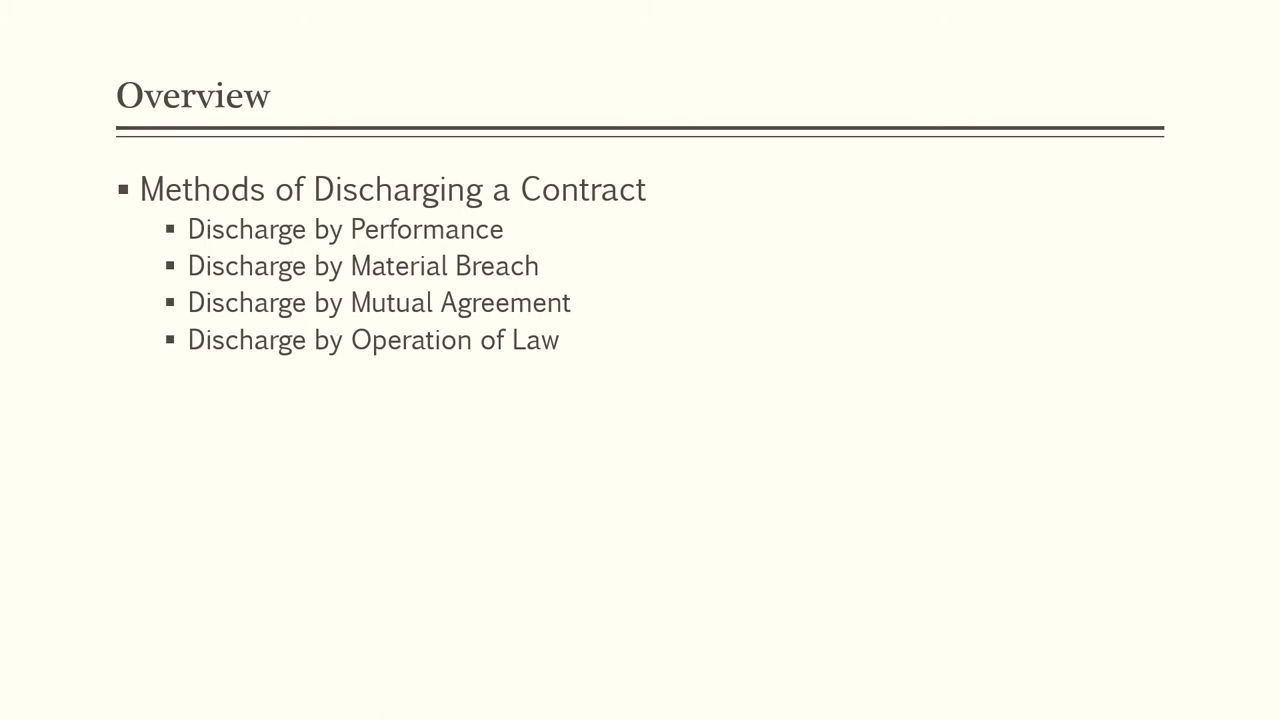 Overview
▪ Methods of Discharging a Contract
▪ Discharge by Performance
▪ Discharge by Material Breach
▪ Discharge by Mutual Agreement
▪ Discharge by Operation of Law